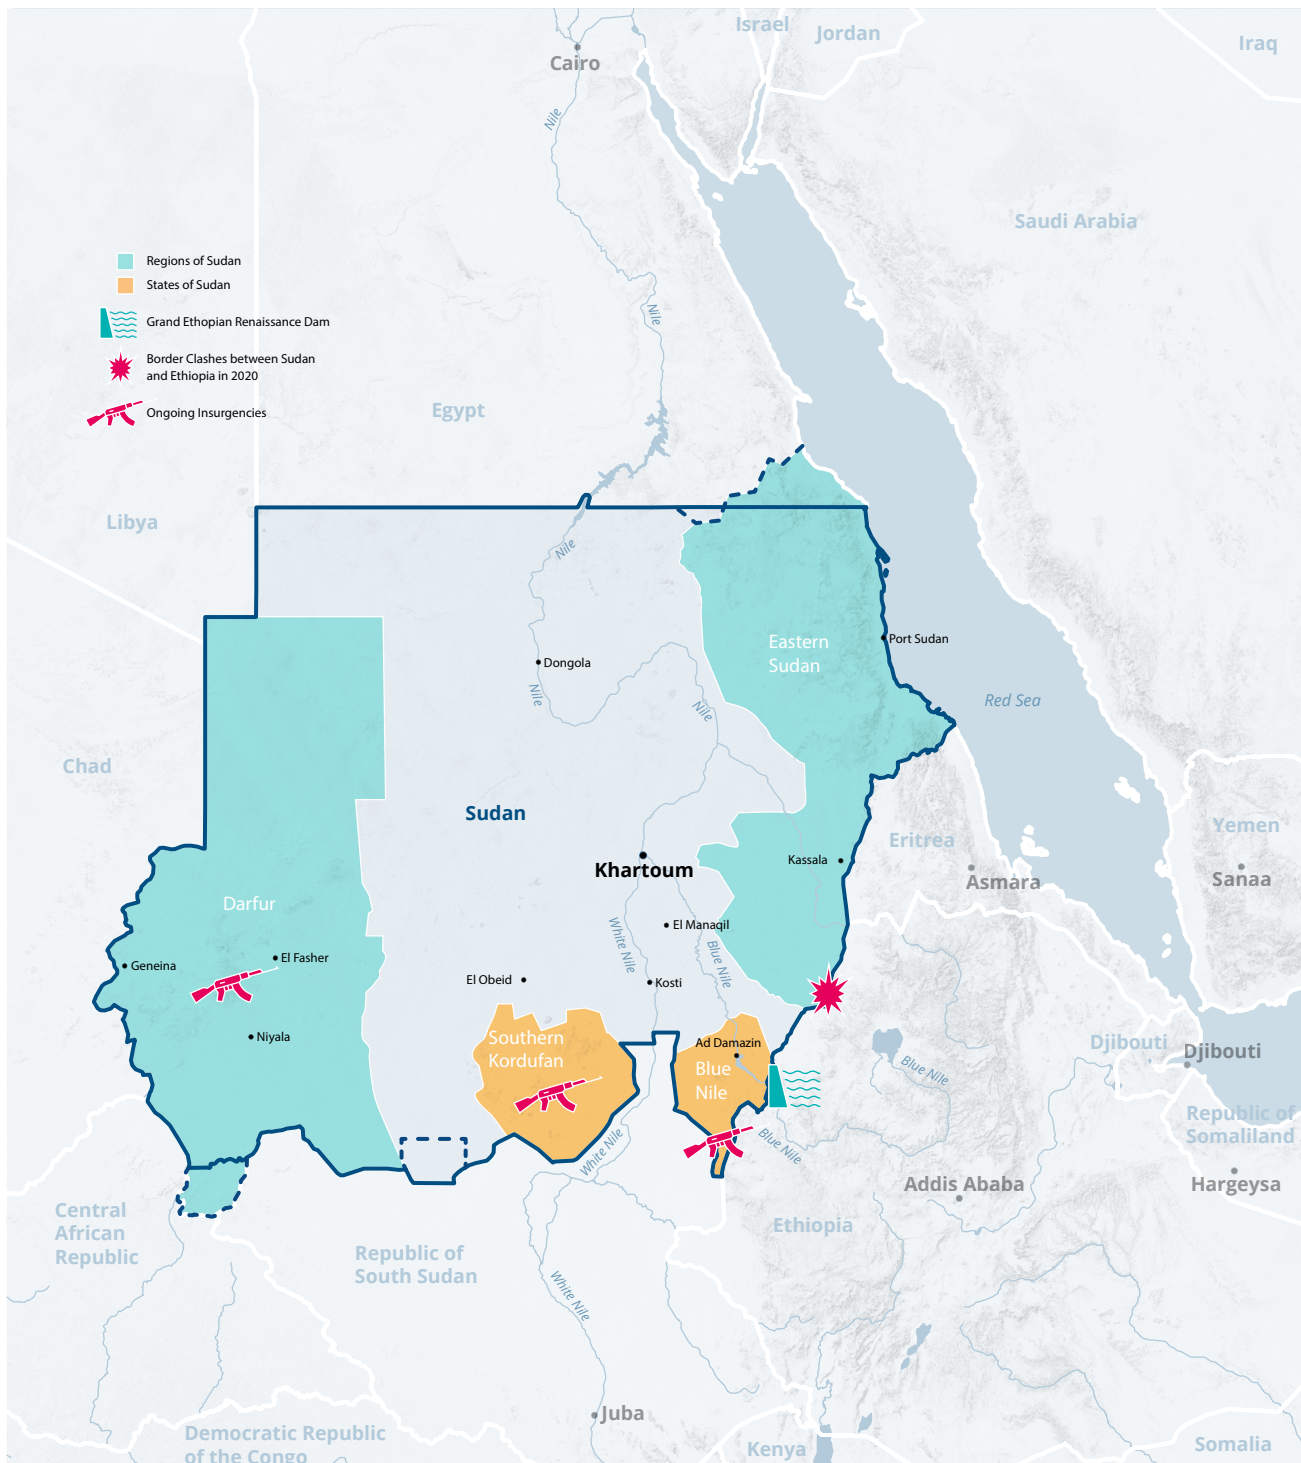 Israel
Jordan
Iraq
Cairo
Nile
Saudi Arabia
Regions of Sudan
States of Sudan
Grand Ethopian Renaissance Dam
Border Clashes between Sudan
and Ethiopia in 2020
Ongoing Insurgencies
Nile
Egypt
Libya
Nile
Eastern
Sudan
Port Sudan
Dongola
Nile
Nile
Red Sea
Chad
Sudan
Yemen
Eritrea
Khartoum
Kassala
Asmara
Sanaa
Darfur
El Manaqil
White Nile
Blue Nile
Geneina
El Fasher
El Obeid
Kosti
Niyala
Southern
Kordufan
Ad Damazin
Blue
Nile
Djibouti
Djibouti
Blue Nile
Republic of
Somaliland
White Nile
Blue Nile
Addis Ababa
Hargeysa
Central
African
Republic
Ethiopia
Republic of
South Sudan
White Nile
Juba
Democratic Republic
of the Congo
Kenya
Somalia